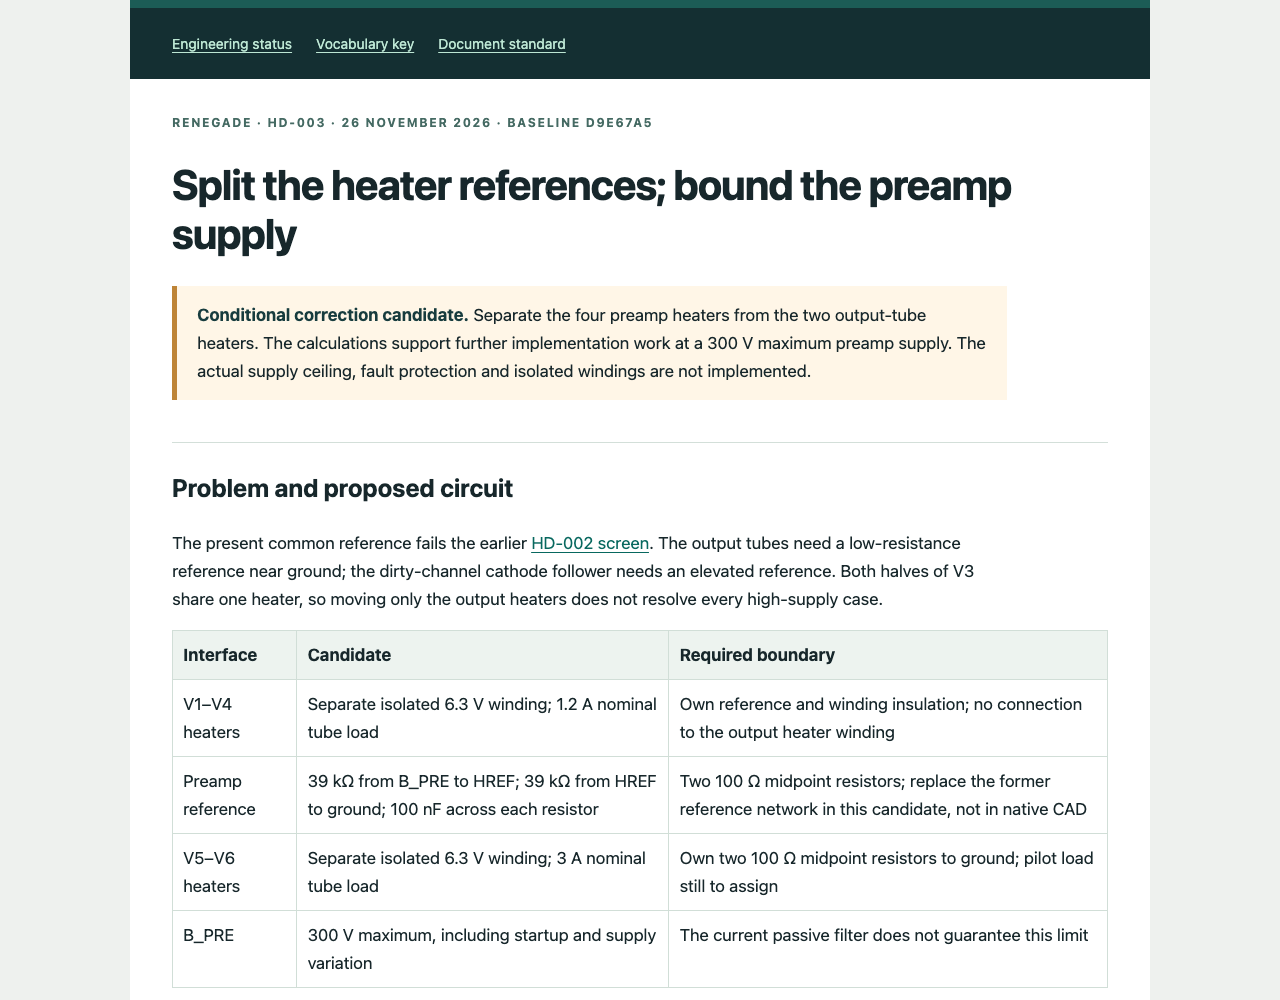 Engineering status Vocabulary key Document standard
RENEGADE · HD-003 · 26 NOVEMBER 2026 · BASELINE D9E67A5
Split the heater references; bound the preamp
supply
Conditional correction candidate. Separate the four preamp heaters from the two output-tube
heaters. The calculations support further implementation work at a 300 V maximum preamp supply. The
actual supply ceiling, fault protection and isolated windings are not implemented.
Problem and proposed circuit
The present common reference fails the earlier HD-002 screen. The output tubes need a low-resistance
reference near ground; the dirty-channel cathode follower needs an elevated reference. Both halves of V3
share one heater, so moving only the output heaters does not resolve every high-supply case.
Interface Candidate Required boundary
V1–V4 Separate isolated 6.3 V winding; 1.2 A nominal Own reference and winding insulation; no connection
heaters tube load to the output heater winding
Preamp 39 kΩ from B_PRE to HREF; 39 kΩ from HREF Two 100 Ω midpoint resistors; replace the former
reference to ground; 100 nF across each resistor reference network in this candidate, not in native CAD
V5–V6 Separate isolated 6.3 V winding; 3 A nominal Own two 100 Ω midpoint resistors to ground; pilot load
heaters tube load still to assign
B_PRE 300 V maximum, including startup and supply The current passive filter does not guarantee this limit
variation